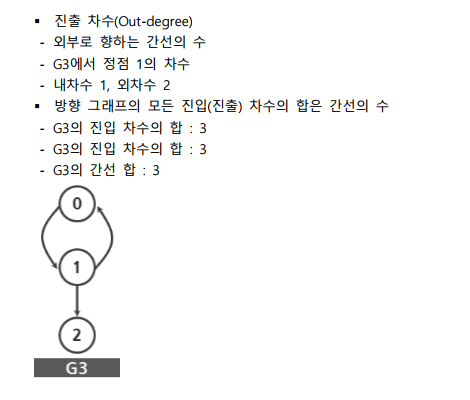 ▪ 진출 차수(Out-degree)
- 외부로 향하는 간선의 수
- G3에서 정점 1의 차수
- 내차수 1, 외차수 2
▪ 방향 그래프의 모든 진입(진출) 차수의 합은 간선의 수
- G3의 진입 차수의 합 : 3
- G3의 진입 차수의 합 : 3
- G3의 간선 합 : 3
0
1
2
G3